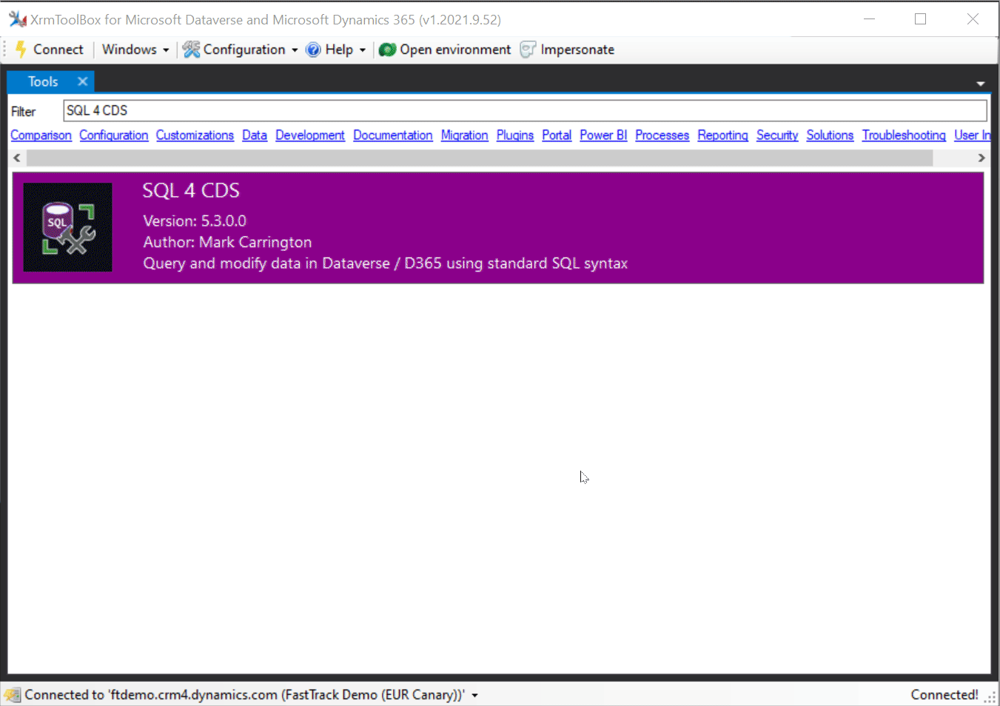 XrmToolBox for Microsoft Dataverse and Microsoft Dynamics 365 (v1.2021.9.52)
Connect Windows Configuration Help Open environment Impersonate
Tools
Filter SQL 4 CDS
Comparison Configuration Customizations Data Development Documentation Migration Plugins Portal Power BI Processes Reporting Security Solutions Troubleshooting User In
SQL 4 CDS
SQL
Version: 5.3.0.0
Author: Mark Carrington
Query and modify data in Dataverse / D365 using standard SQL syntax
Connected to 'ftdemo.crm4.dynamics.com (FastTrack Demo (EUR Canary))' Connected!